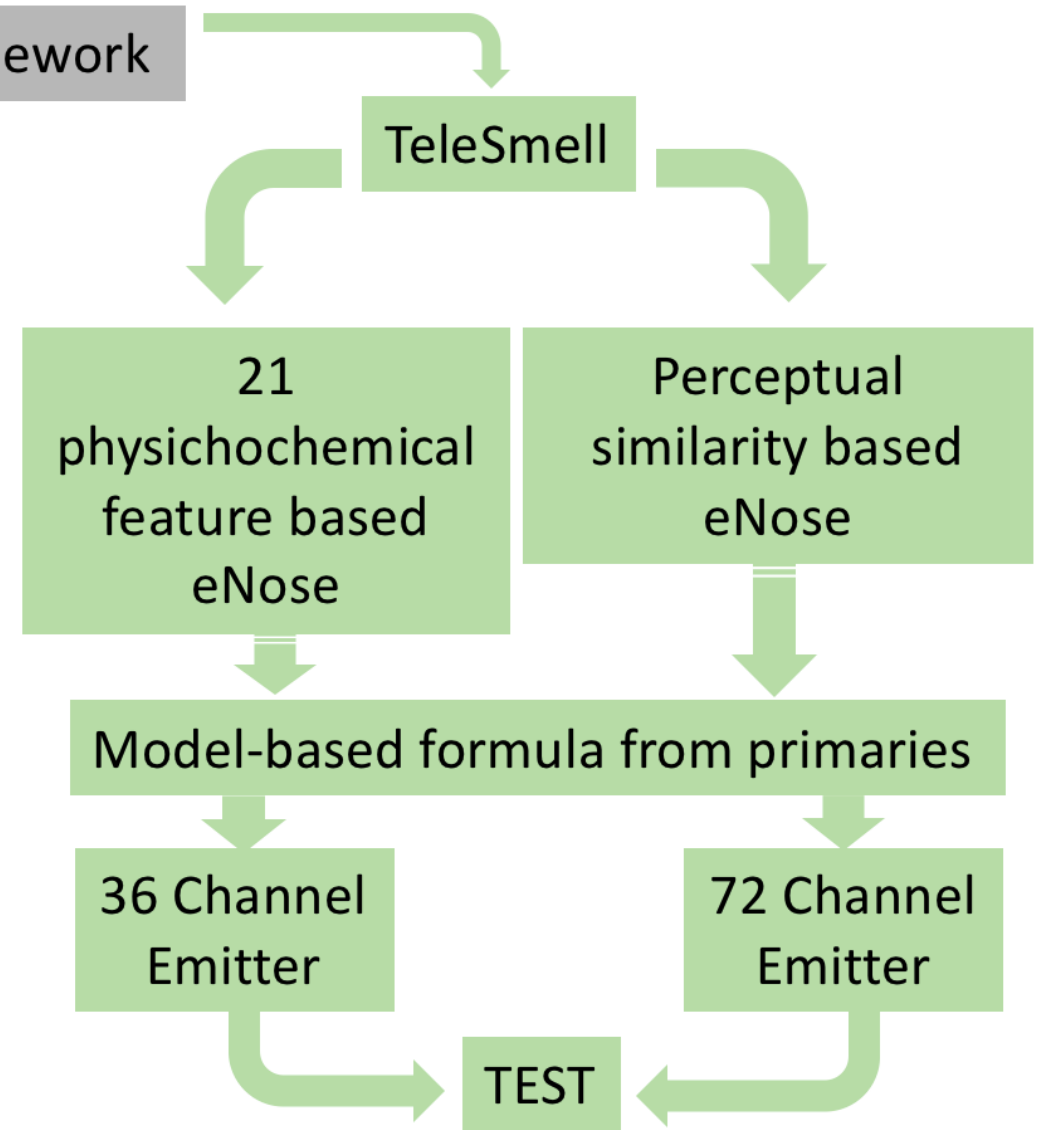 ework
TeleSmell
21
physichochemical
feature based
eNose
Perceptual
similarity based
eNose
Model-based formula from primaries
36 Channel
Emitter
72 Channel
Emitter
TEST